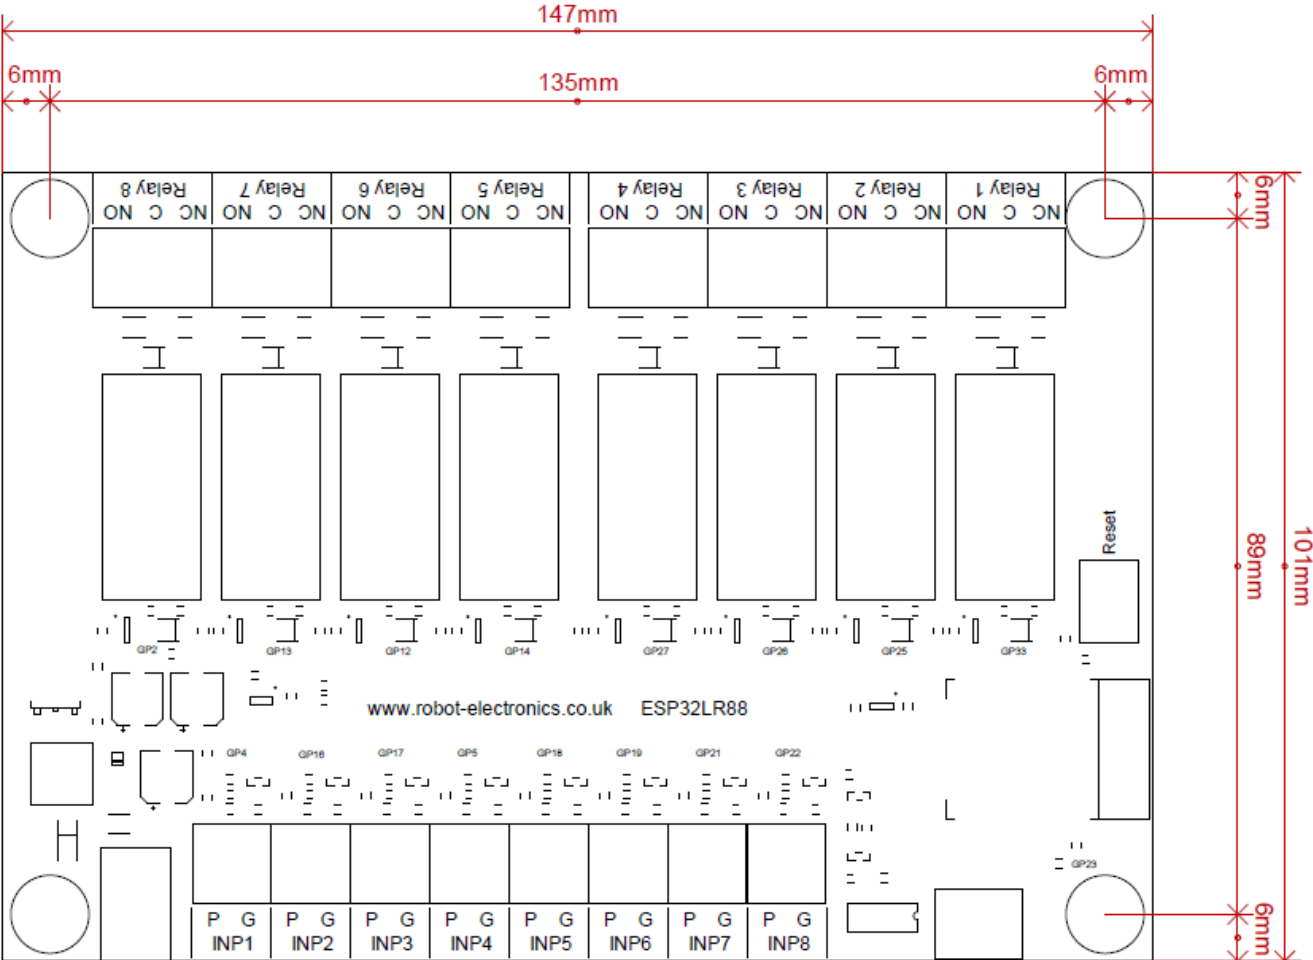 147mm
6mm 135mm 6mm
Relay 8 Relay 7 Relay 6 Relay 5 Relay 4 Relay 3 Relay 2 Relay 1
NO C NC NO C NC NO C NC NO C NC NO C NC NO C NC NO C NC NO C NC
6mm
Reset
89mm
101mm
GP2 GP13 GP12 GP14 GP27 GP26 GP25 GP33
www.robot-electronics.co.uk ESP32LR88
GP4 GP16 GP17 GP5 GP18 GP19 GP21 GP22
GP23
P G P G P G P G P G P G P G P G
INP1 INP2 INP3 INP4 INP5 INP6 INP7 INP8
6mm